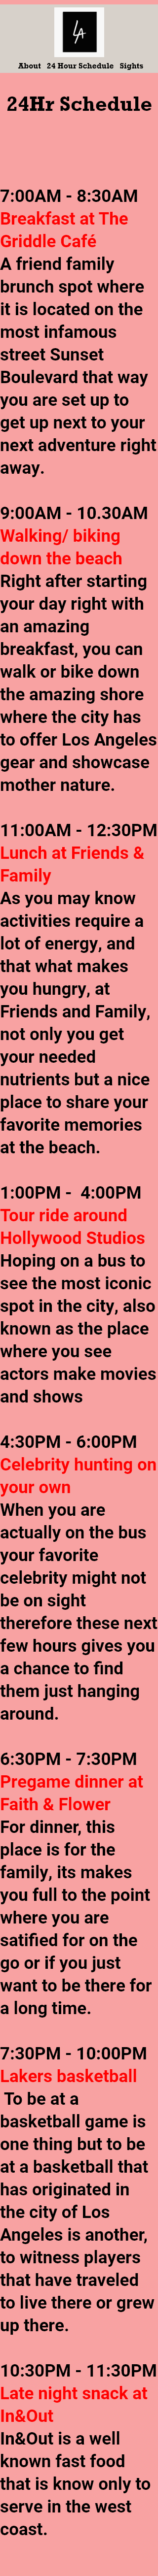 LA
About 24 Hour Schedule Sights
24Hr Schedule
7:00AM - 8:30AM
Breakfast at The
Griddle Café
A friend family
brunch spot where
it is located on the
most infamous
street Sunset
Boulevard that way
you are set up to
get up next to your
next adventure right
away.
9:00AM - 10.30AM
Walking/ biking
down the beach
Right after starting
your day right with
an amazing
breakfast, you can
walk or bike down
the amazing shore
where the city has
to offer Los Angeles
gear and showcase
mother nature.
11:00AM - 12:30PM
Lunch at Friends &
Family
As you may know
activities require a
lot of energy, and
that what makes
you hungry, at
Friends and Family,
not only you get
your needed
nutrients but a nice
place to share your
favorite memories
at the beach.
1:00PM -  4:00PM
Tour ride around
Hollywood Studios
Hoping on a bus to
see the most iconic
spot in the city, also
known as the place
where you see
actors make movies
and shows
4:30PM - 6:00PM
Celebrity hunting on
your own
When you are
actually on the bus
your favorite
celebrity might not
be on sight
therefore these next
few hours gives you
a chance to find
them just hanging
around.
6:30PM - 7:30PM
Pregame dinner at
Faith & Flower
For dinner, this
place is for the
family, its makes
you full to the point
where you are
satified for on the
go or if you just
want to be there for
a long time.
7:30PM - 10:00PM
Lakers basketball
To be at a
basketball game is
one thing but to be
at a basketball that
has originated in
the city of Los
Angeles is another,
to witness players
that have traveled
to live there or grew
up there.
10:30PM - 11:30PM
Late night snack at
In&Out
In&Out is a well
known fast food
that is know only to
serve in the west
coast.